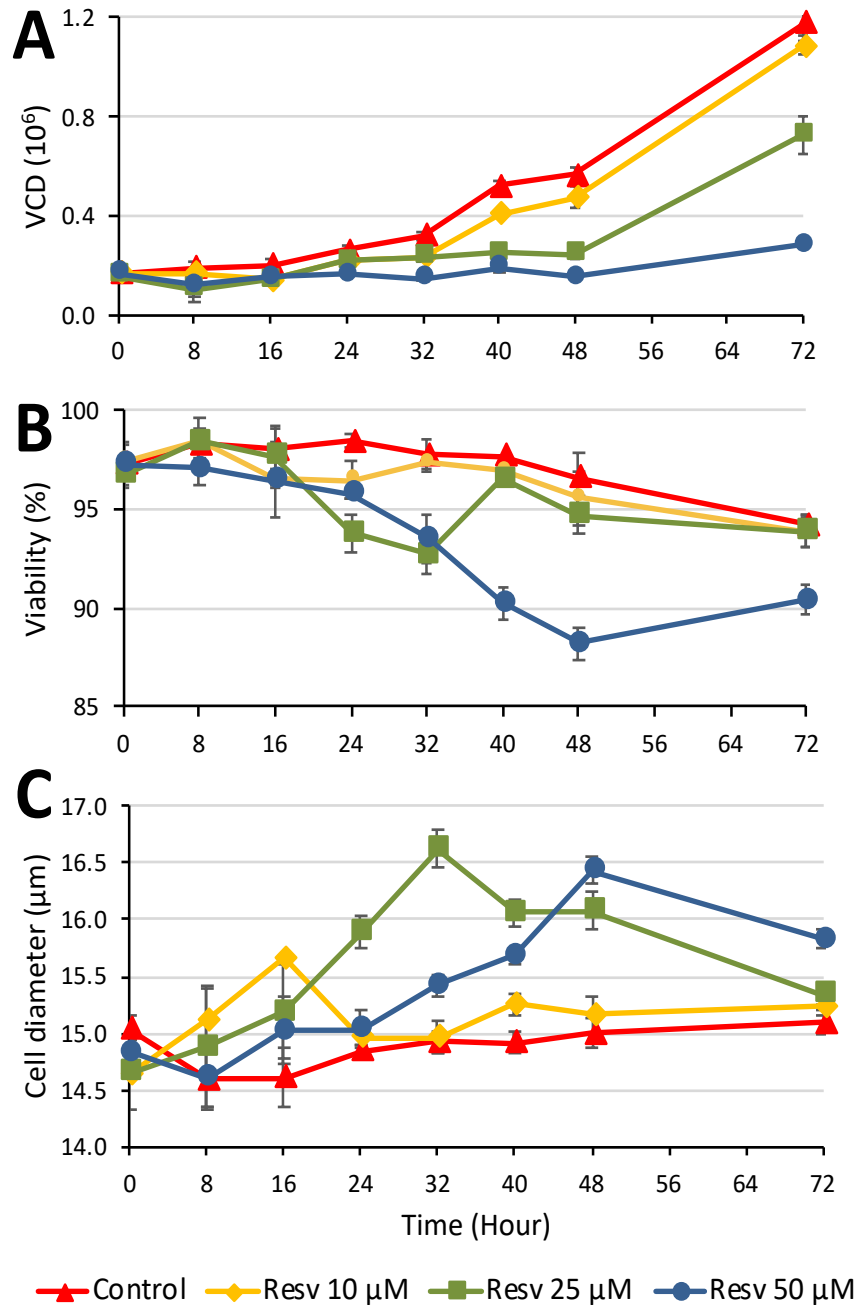 A
VCD (10⁶)
1.2
0.8
0.4
0.0
0 8 16 24 32 40 48 56 64 72
B
Viability (%)
100
95
90
85
0 8 16 24 32 40 48 56 64 72
C
Cell diameter (µm)
17.0
16.5
16.0
15.5
15.0
14.5
14.0
0 8 16 24 32 40 48 56 64 72
Time (Hour)
Control Resv 10 µM Resv 25 µM Resv 50 µM